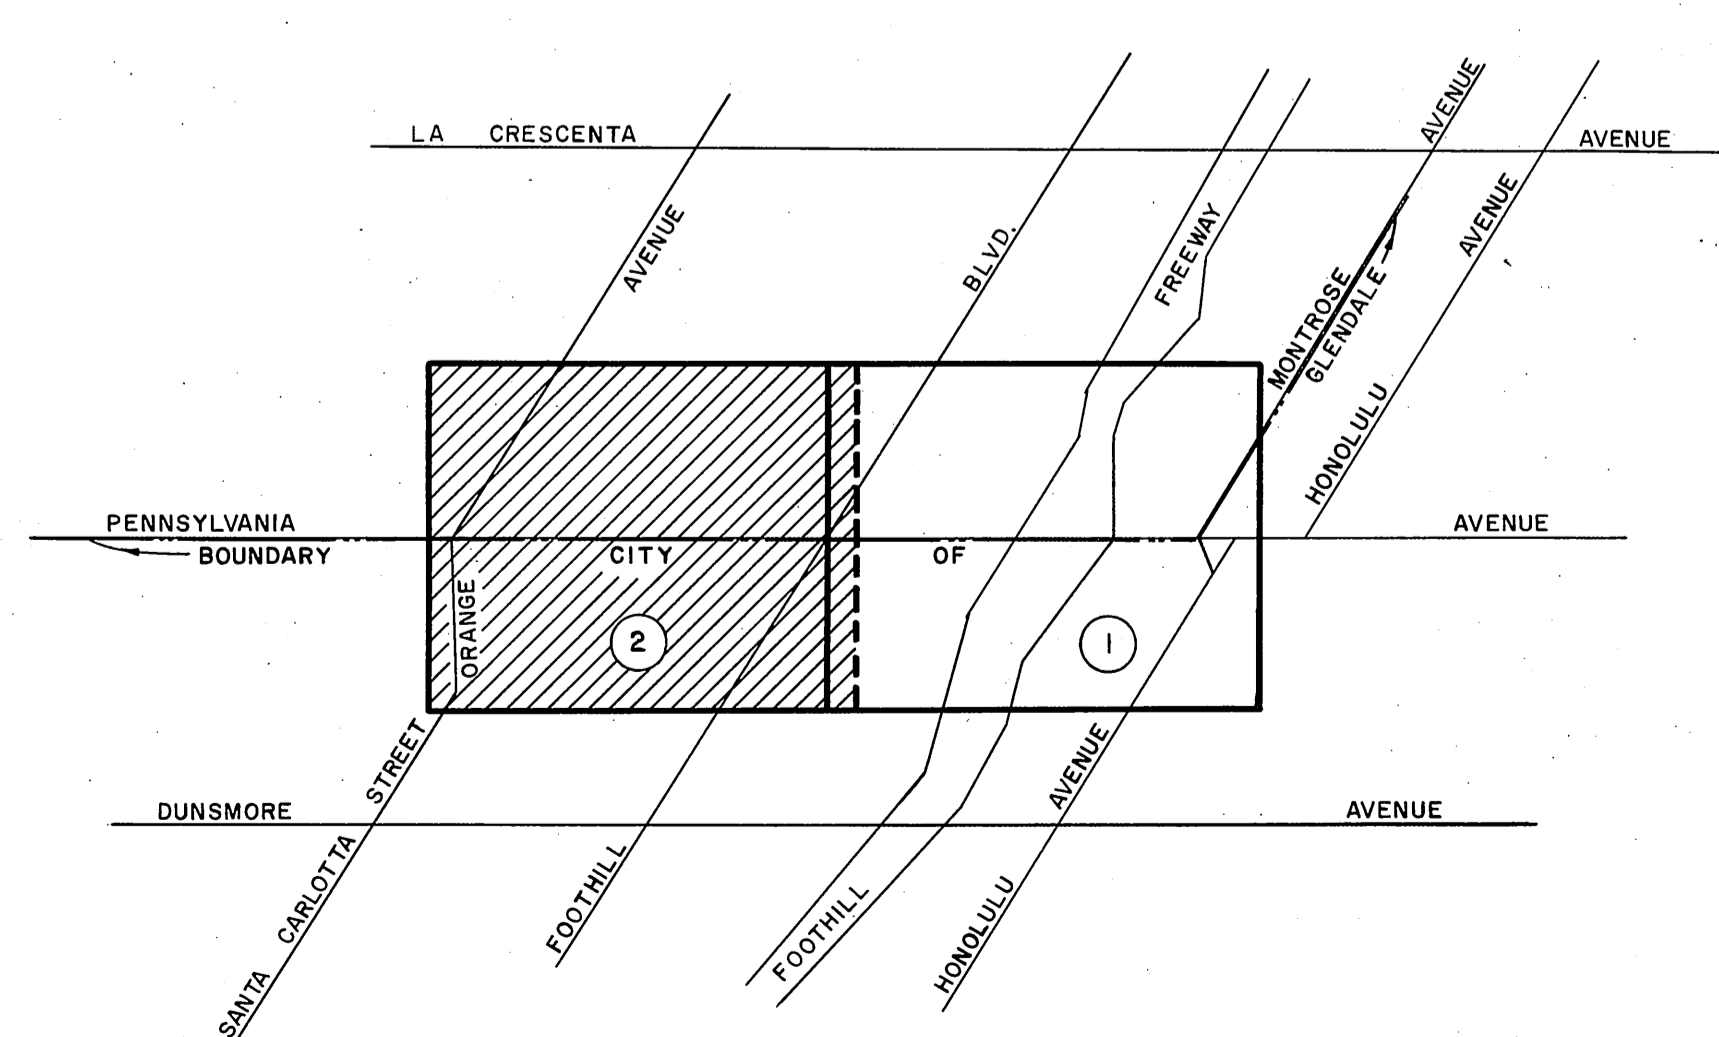 LA CRESCENTA AVENUE
AVENUE
BLVD.
FREEWAY
AVENUE
AVENUE
MONTROSE
GLENDALE
HONOLULU
PENNSYLVANIA AVENUE
BOUNDARY CITY OF
ORANGE
2
1
SANTA CARLOTTA STREET
AVENUE
DUNSMORE AVENUE
FOOTHILL
FOOTHILL
HONOLULU